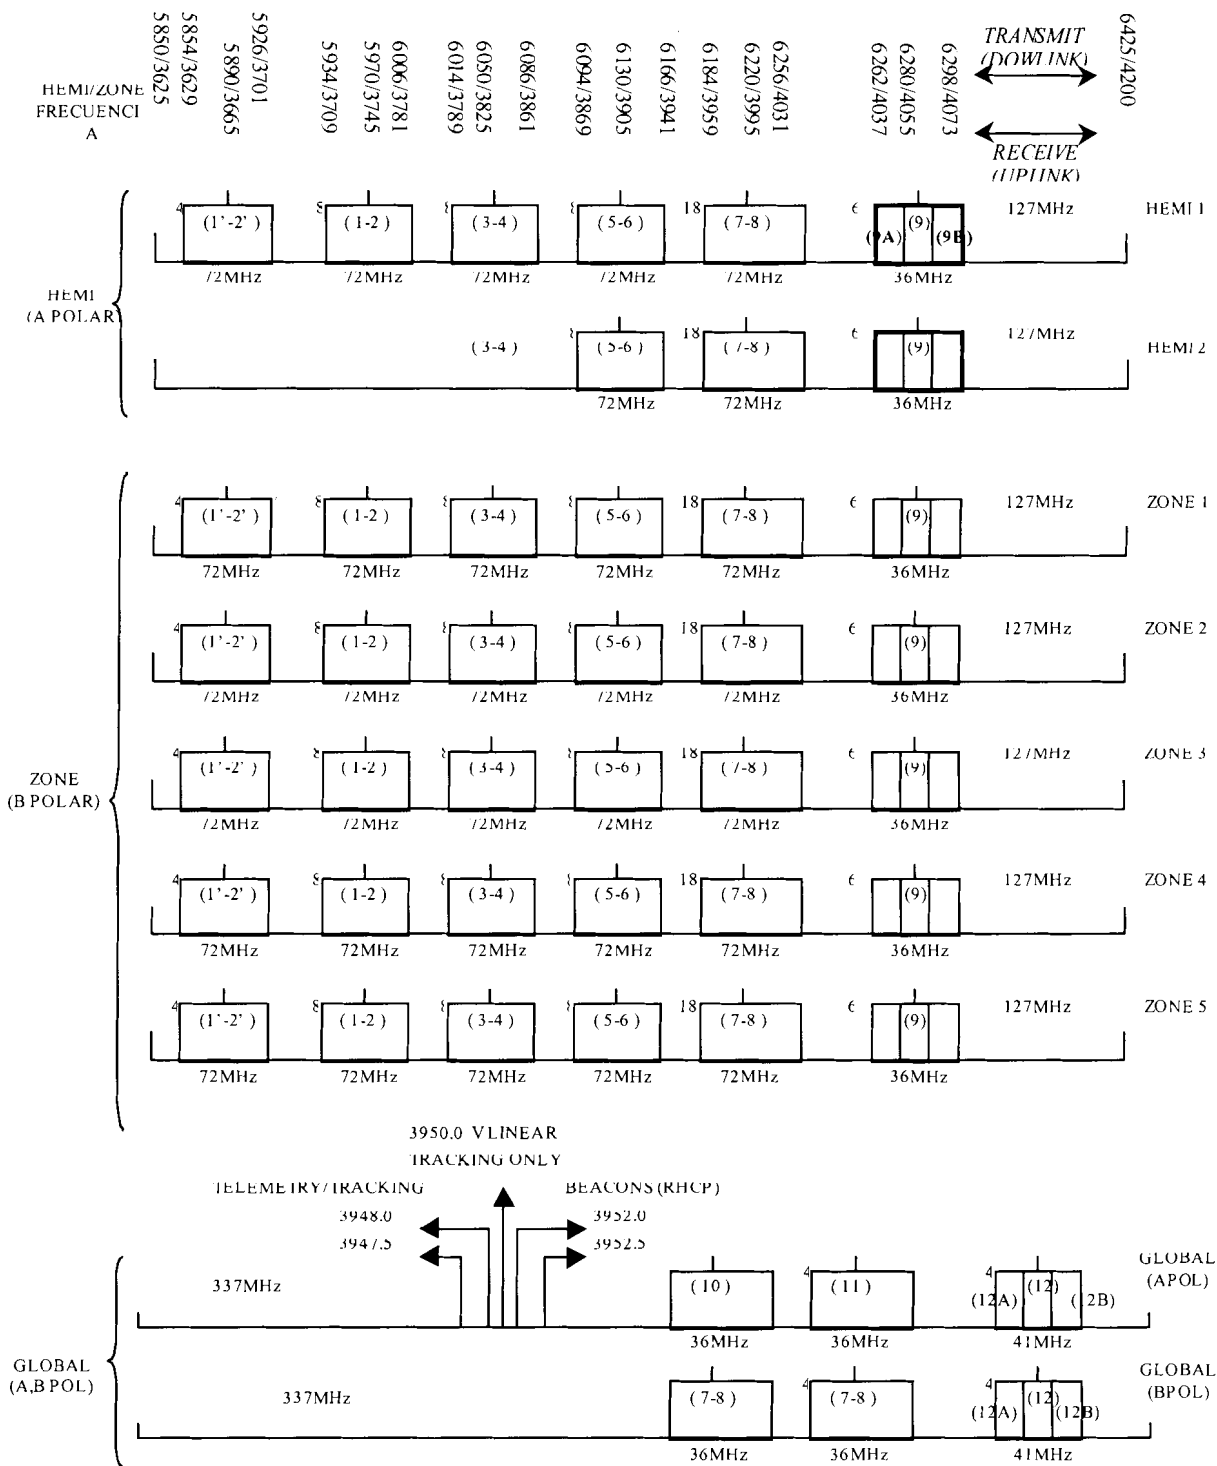 5850/3625
5854/3629
5890/3665
5926/3701
5934/3709
5970/3745
6006/3781
6014/3789
6050/3825
6086/3861
6094/3869
6130/3905
6166/3941
6184/3959
6220/3995
6256/4031
6262/4037
6280/4055
6298/4073
6425/4200
TRANSMIT
(DOWLINK)
RECEIVE
(UPLINK)
HEMI/ZONE
FRECUENCI
A
4 (1'-2') 8 (1-2) 8 (3-4) 8 (5-6) 18 (7-8) 6 (9A) (9) (9B) 127MHz HEMI 1
72MHz 72MHz 72MHz 72MHz 72MHz 36MHz
HEMI
(A POLAR
(3-4) 8 (5-6) 18 (7-8) 6 (9) 127MHz HEMI 2
72MHz 72MHz 36MHz
4 (1'-2') 8 (1-2) 8 (3-4) 8 (5-6) 18 (7-8) 6 (9) 127MHz ZONE 1
72MHz 72MHz 72MHz 72MHz 72MHz 36MHz
4 (1'-2') 8 (1-2) 8 (3-4) 8 (5-6) 18 (7-8) 6 (9) 127MHz ZONE 2
72MHz 72MHz 72MHz 72MHz 72MHz 36MHz
ZONE
(B POLAR)
4 (1'-2') 8 (1-2) 8 (3-4) 8 (5-6) 18 (7-8) 6 (9) 127MHz ZONE 3
72MHz 72MHz 72MHz 72MHz 72MHz 36MHz
4 (1'-2') 8 (1-2) 8 (3-4) 8 (5-6) 18 (7-8) 6 (9) 127MHz ZONE 4
72MHz 72MHz 72MHz 72MHz 72MHz 36MHz
4 (1'-2') 8 (1-2) 8 (3-4) 8 (5-6) 18 (7-8) 6 (9) 127MHz ZONE 5
72MHz 72MHz 72MHz 72MHz 72MHz 36MHz
3950.0 VLINEAR
TRACKING ONLY
TELEMETRY/TRACKING BEACONS (RHCP)
3948.0 3952.0
3947.5 3952.5
GLOBAL
(A,B POL)
337MHz (10) 4 (11) 4 (12A) (12) (12B) GLOBAL
(APOL)
36MHz 36MHz 41MHz
337MHz (7-8) 4 (7-8) 4 (12A) (12) (12B) GLOBAL
(BPOL)
36MHz 36MHz 41MHz